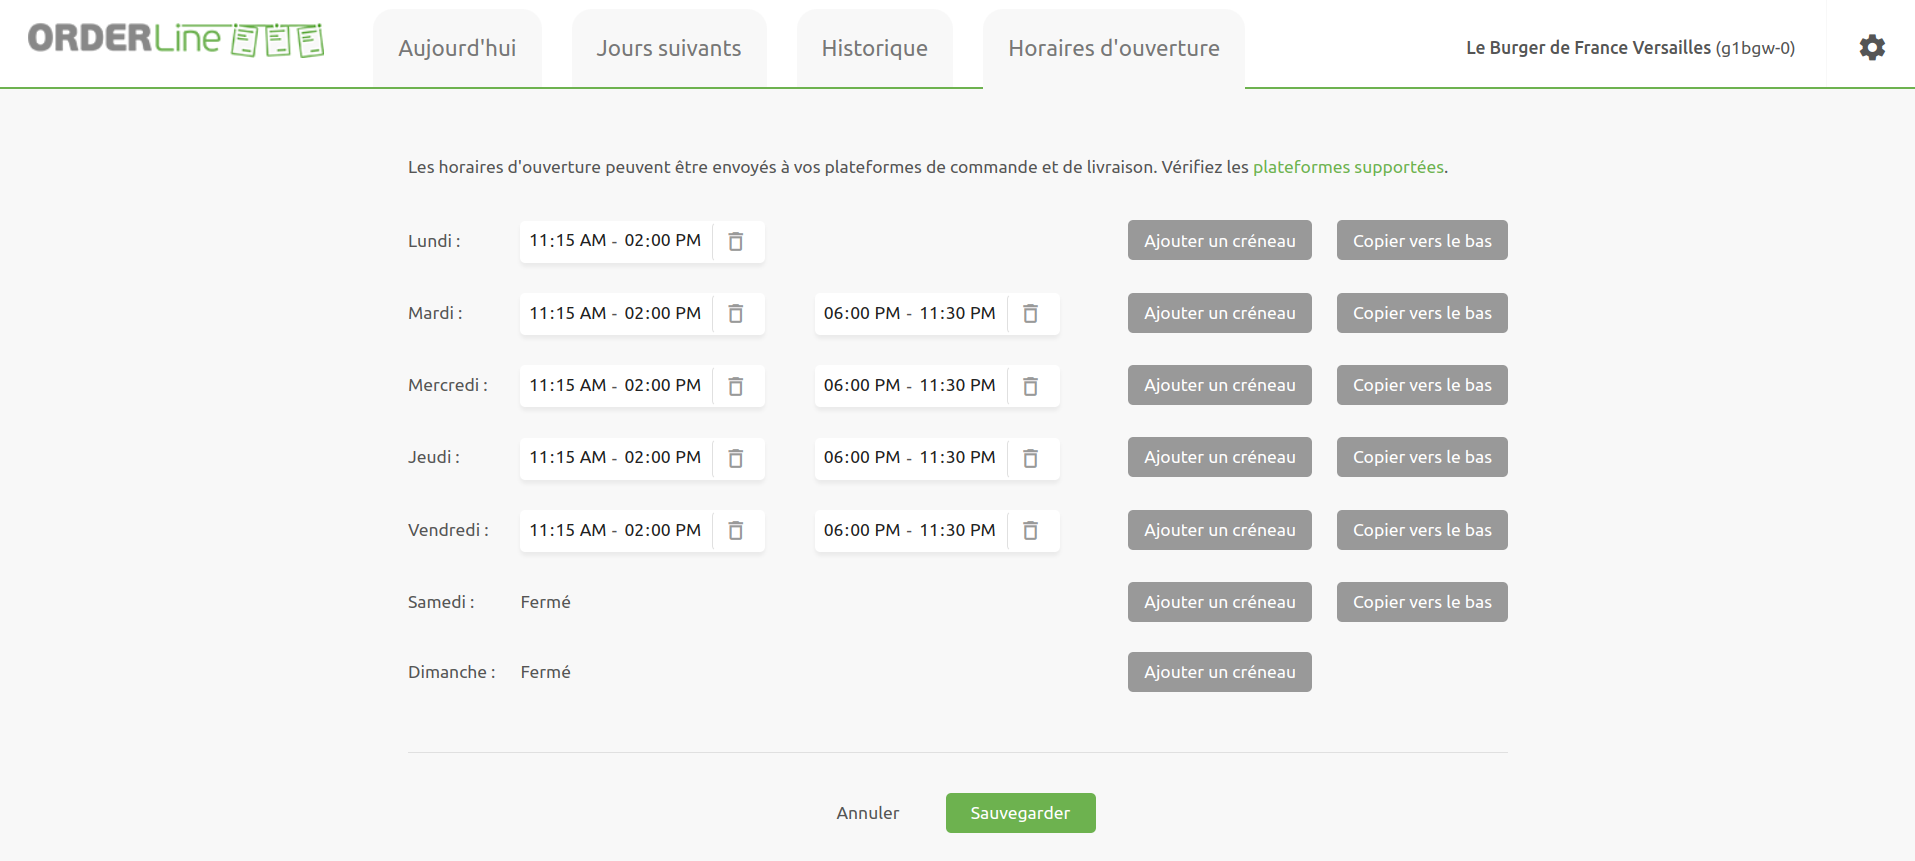 ORDERLine Aujourd'hui Jours suivants Historique Horaires d'ouverture Le Burger de France Versailles (g1bgw-0)
Les horaires d'ouverture peuvent être envoyés à vos plateformes de commande et de livraison. Vérifiez les plateformes supportées.
Lundi : 11:15 AM - 02:00 PM Ajouter un créneau Copier vers le bas
Mardi : 11:15 AM - 02:00 PM 06:00 PM - 11:30 PM Ajouter un créneau Copier vers le bas
Mercredi : 11:15 AM - 02:00 PM 06:00 PM - 11:30 PM Ajouter un créneau Copier vers le bas
Jeudi : 11:15 AM - 02:00 PM 06:00 PM - 11:30 PM Ajouter un créneau Copier vers le bas
Vendredi : 11:15 AM - 02:00 PM 06:00 PM - 11:30 PM Ajouter un créneau Copier vers le bas
Samedi : Fermé Ajouter un créneau Copier vers le bas
Dimanche : Fermé Ajouter un créneau
Annuler Sauvegarder